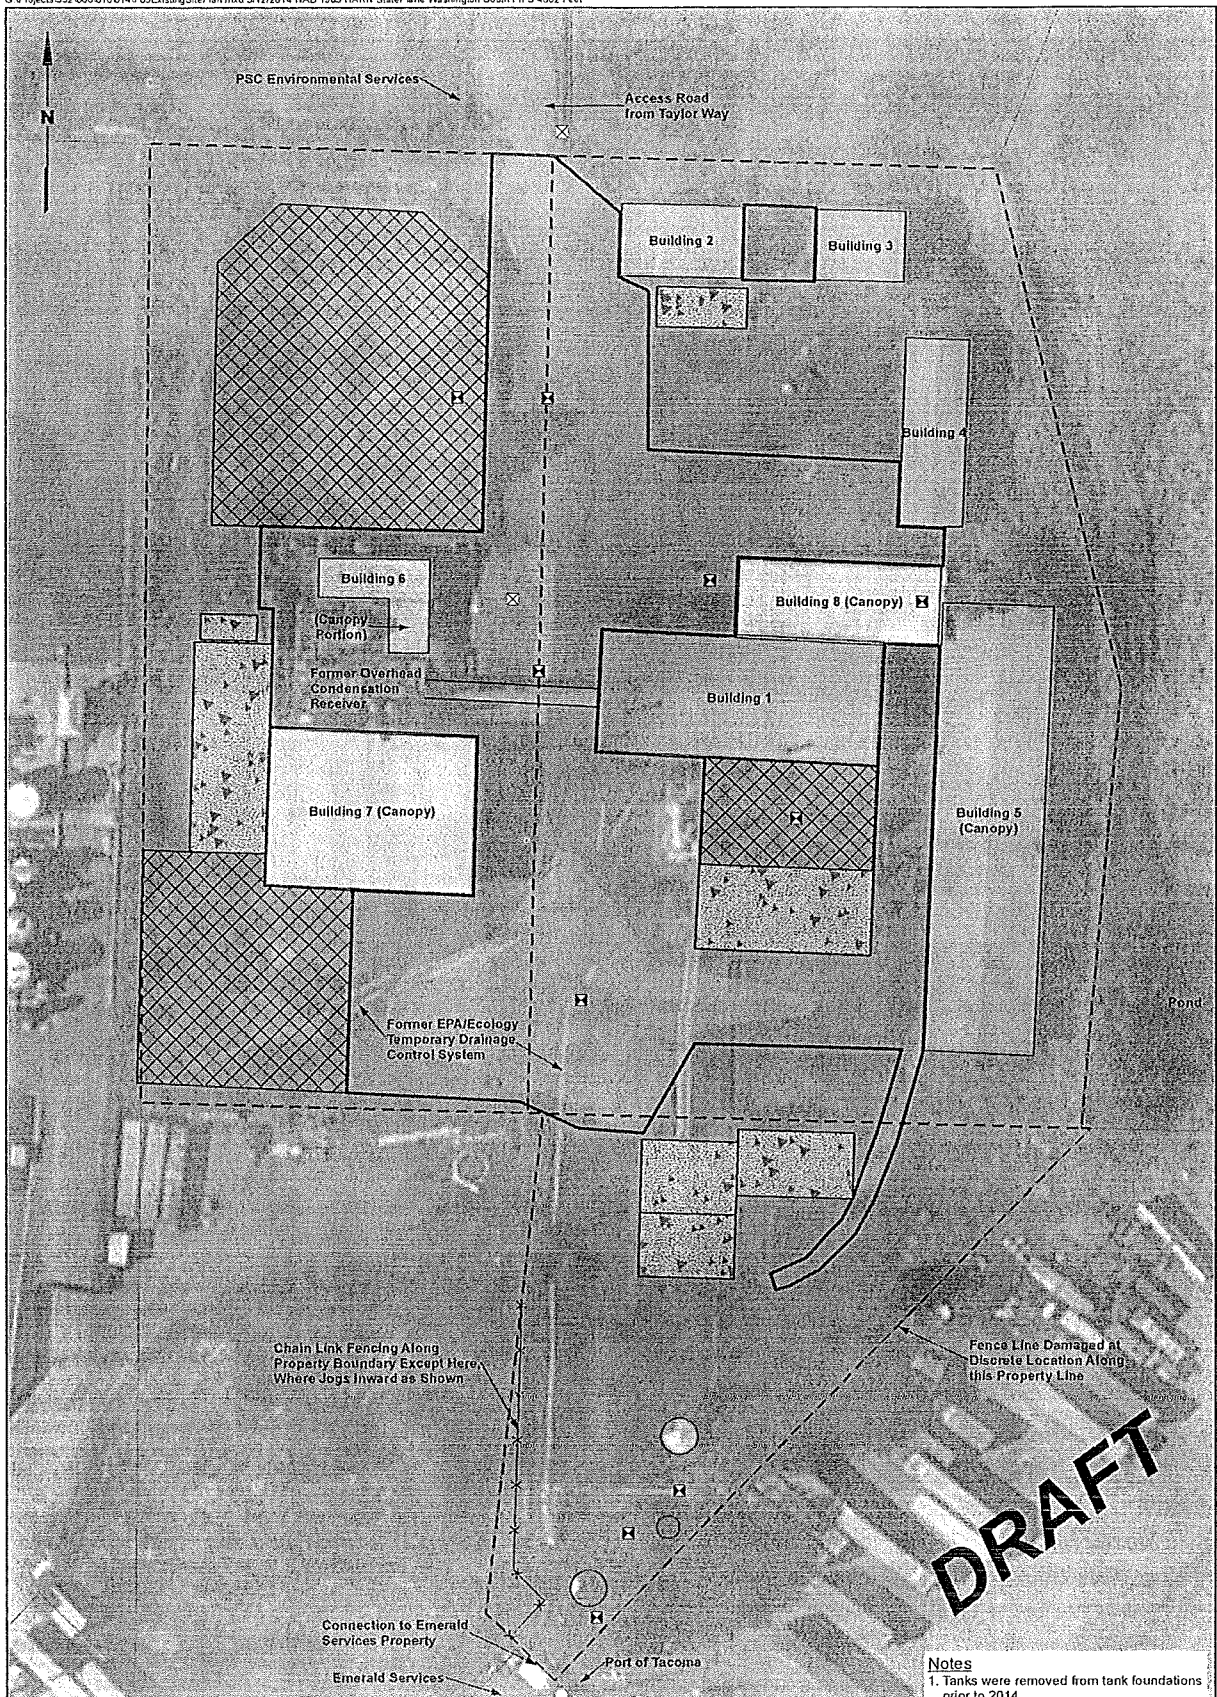 PSC Environmental Services
Access Road
from Taylor Way
N
Building 2
Building 3
Building 4
Building 6
(Canopy
Portion)
Building 8 (Canopy)
Former Overhead
Condensation
Receiver
Building 1
Building 7 (Canopy)
Building 5
(Canopy)
Pond
Former EPA/Ecology
Temporary Drainage
Control System
Chain Link Fencing Along
Property Boundary Except Here,
Where Jogs Inward as Shown
Fence Line Damaged at
Discrete Location Along
this Property Line
DRAFT
Connection to Emerald
Services Property
Port of Tacoma
Emerald Services
Notes
1. Tanks were removed from tank foundations
prior to 2014